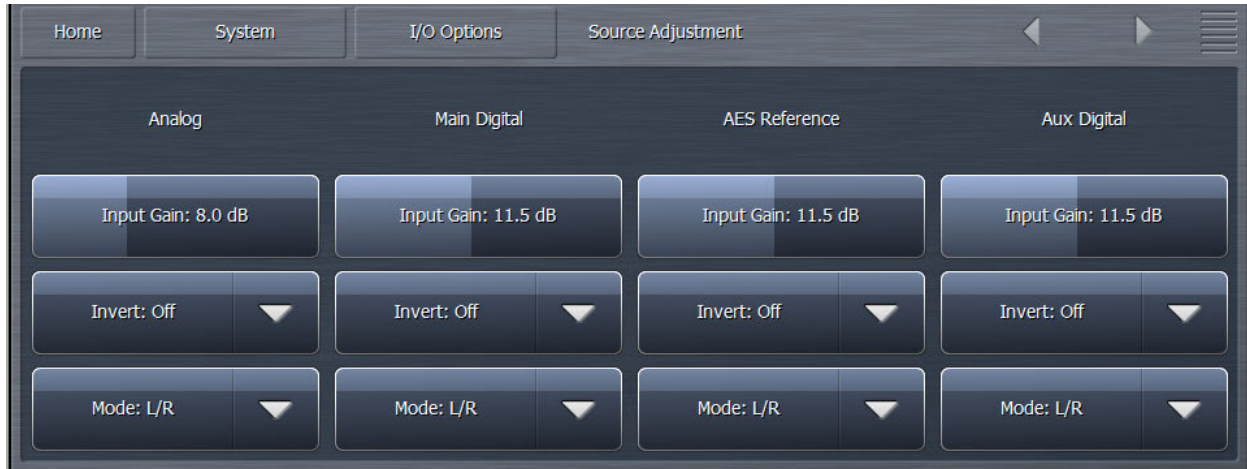 Home System I/O Options Source Adjustment
Analog Main Digital AES Reference Aux Digital
Input Gain: 8.0 dB Input Gain: 11.5 dB Input Gain: 11.5 dB Input Gain: 11.5 dB
Invert: Off Invert: Off Invert: Off Invert: Off
Mode: L/R Mode: L/R Mode: L/R Mode: L/R